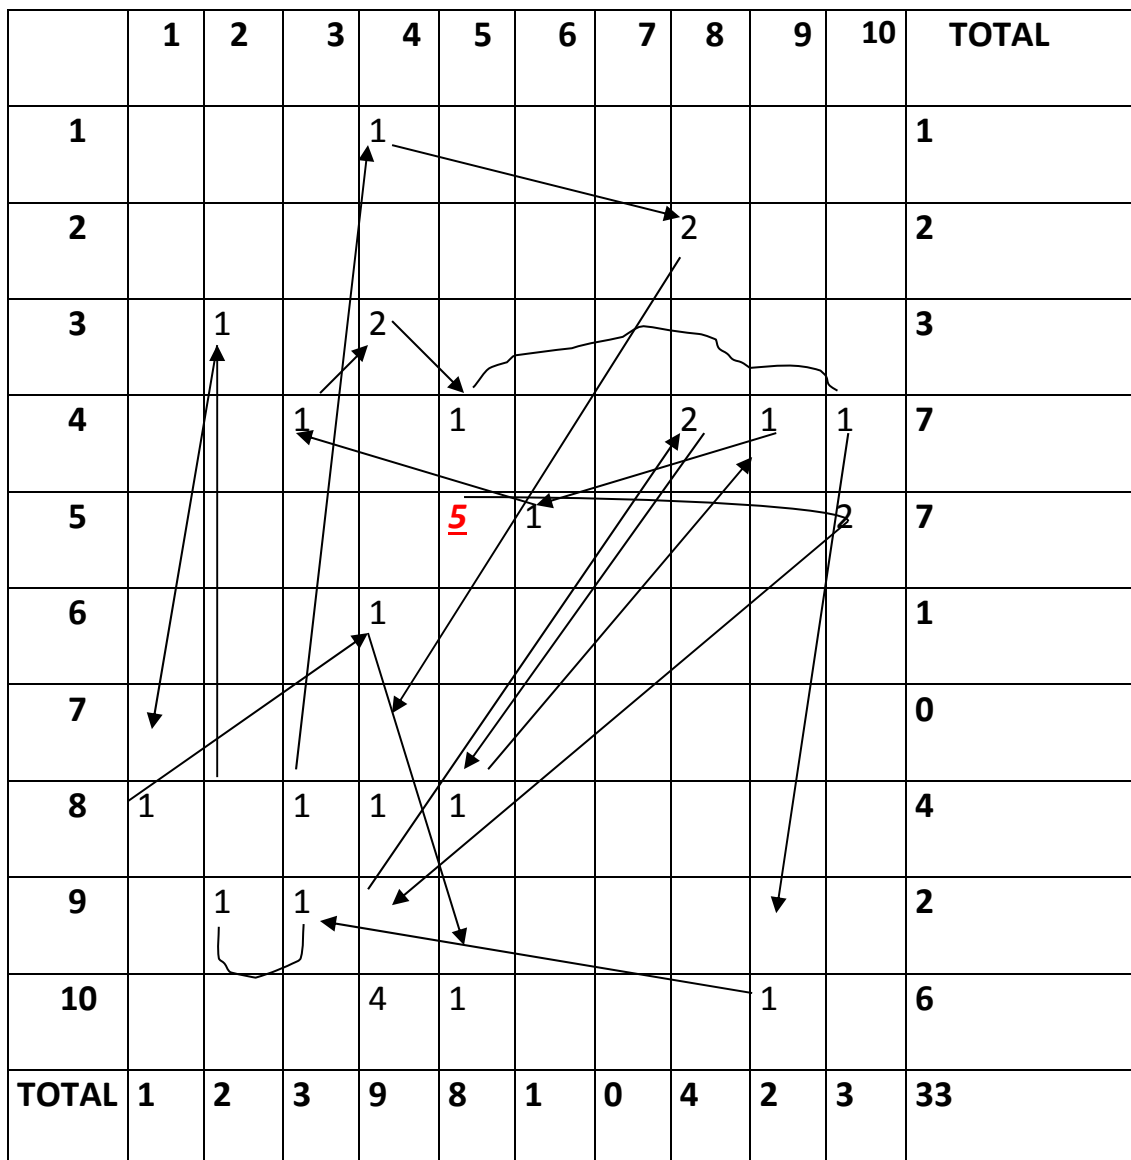 1 2 3 4 5 6 7 8 9 10 TOTAL
1 1 1
2 2 2
3 1 2 3
4 1 1 2 1 1 7
5 5 1 2 7
6 1 1
7 0
8 1 1 1 1 4
9 1 1 2
10 4 1 1 6
TOTAL 1 2 3 9 8 1 0 4 2 3 33